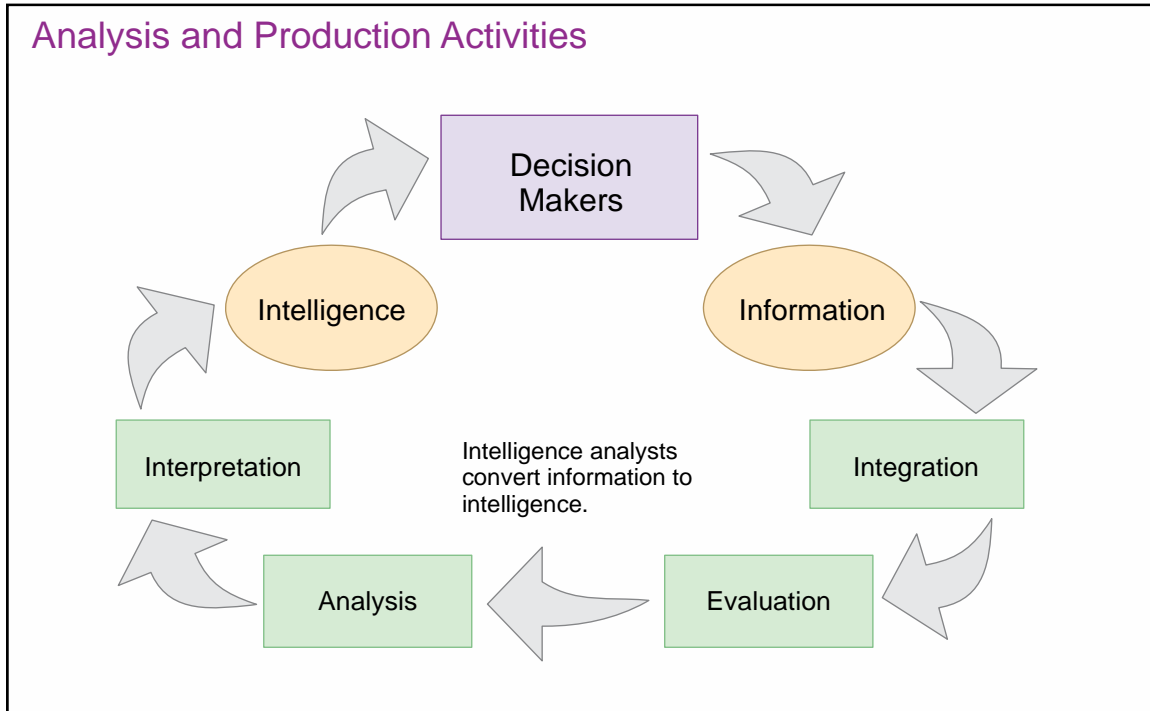 Analysis and Production Activities
Decision
Makers
Intelligence
Information
Interpretation
Intelligence analysts
convert information to
intelligence.
Integration
Analysis
Evaluation